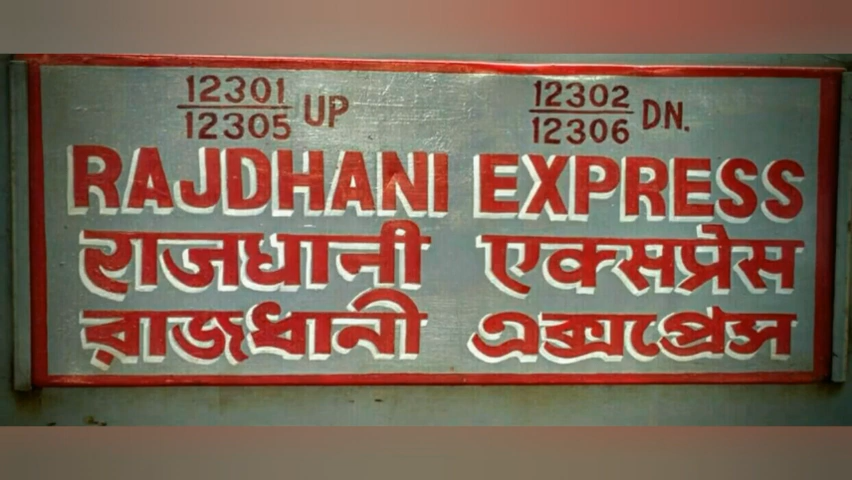 12301 12302
12305 UP 12306 DN.
RAJDHANI EXPRESS
राजधानी एक्सप्रेस
রাজধানী এক্সপ্রেস